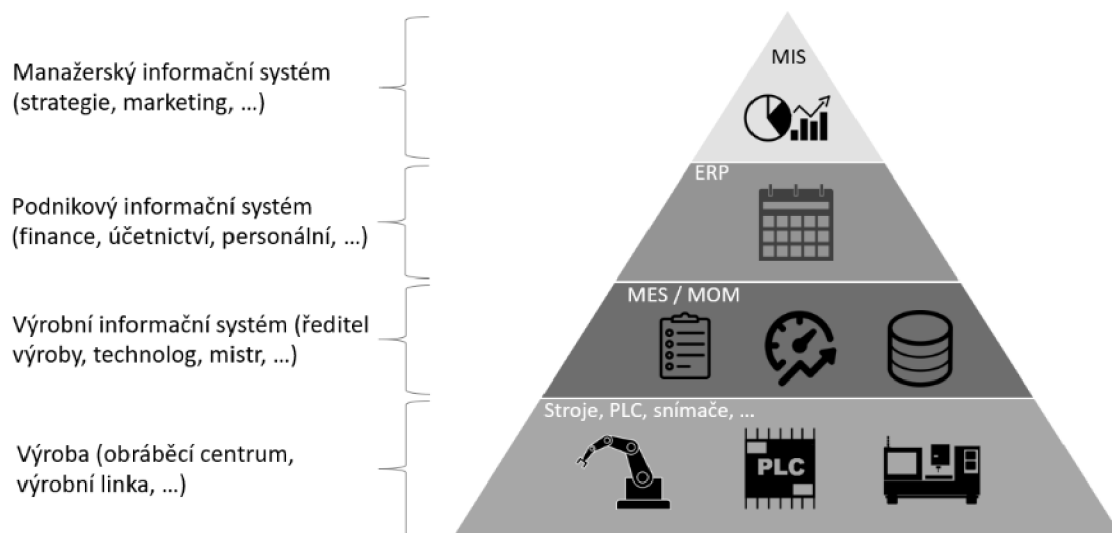 Manažerský informační systém
(strategie, marketing, …)
MIS
Podnikový informační systém
(finance, účetnictví, personální, …)
ERP
Výrobní informační systém (ředitel
výroby, technolog, mistr, …)
MES / MOM
Výroba (obráběcí centrum,
výrobní linka, …)
Stroje, PLC, snímače, …
PLC